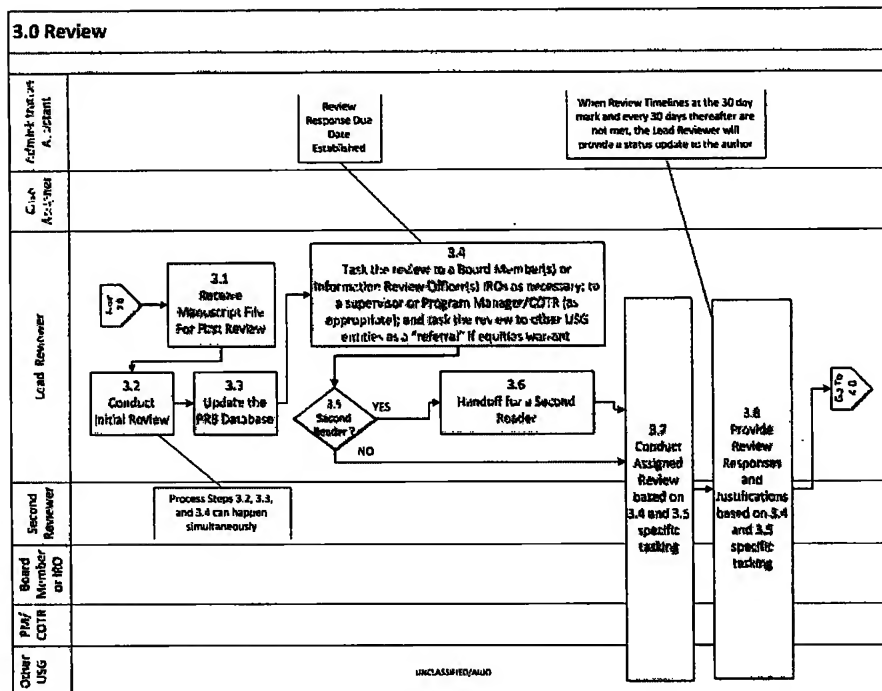 3.0 Review
Administrative
Assistant
Review
Response Due
Date
Established
When Review Timelines at the 30 day
mark and every 30 days thereafter are
not met, the Lead Reviewer will
provide a status update to the author
Case
Lead Reviewer
3.1
Receive
Manuscript File
For First Review
3.4
Task the review to a Board Member(s) or
Information Review Officer(s) IROs as necessary; to
a supervisor or Program Manager/COTR (as
appropriate); and task the review to other USG
entities as a "referral" if equities warrant
3.2
Conduct
Initial Review
3.3
Update the
PRB Database
3.5
Second
Reader?
YES
NO
3.6
Handoff for a Second
Reader
3.7
Conduct
Assigned
Review
based on
3.4 and 3.5
specific
tasking
3.8
Provide
Review
Responses
and
Justifications
based on 3.4
and 3.5
specific
tasking
Go To
4.0
Second
Reviewer
Process Steps 3.2, 3.3,
and 3.4 can happen
simultaneously
Board
Member
or IRO
PM/
COTR
Other
USG